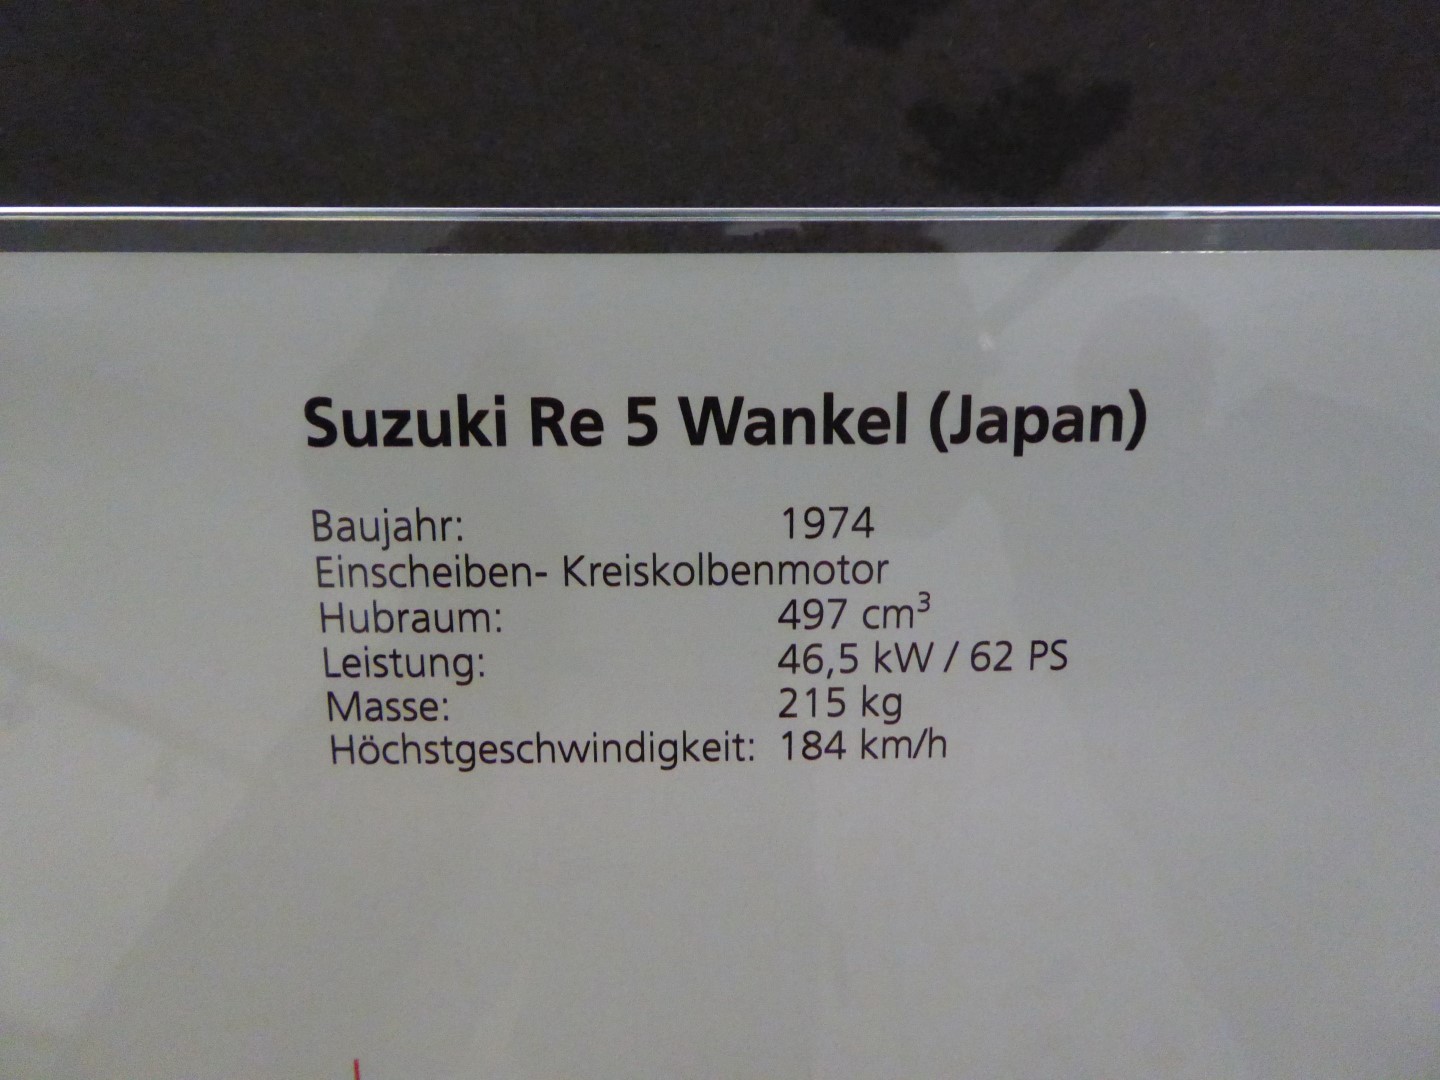 Suzuki Re 5 Wankel (Japan)
Baujahr: 1974
Einscheiben- Kreiskolbenmotor
Hubraum: 497 cm³
Leistung: 46,5 kW / 62 PS
Masse: 215 kg
Höchstgeschwindigkeit: 184 km/h